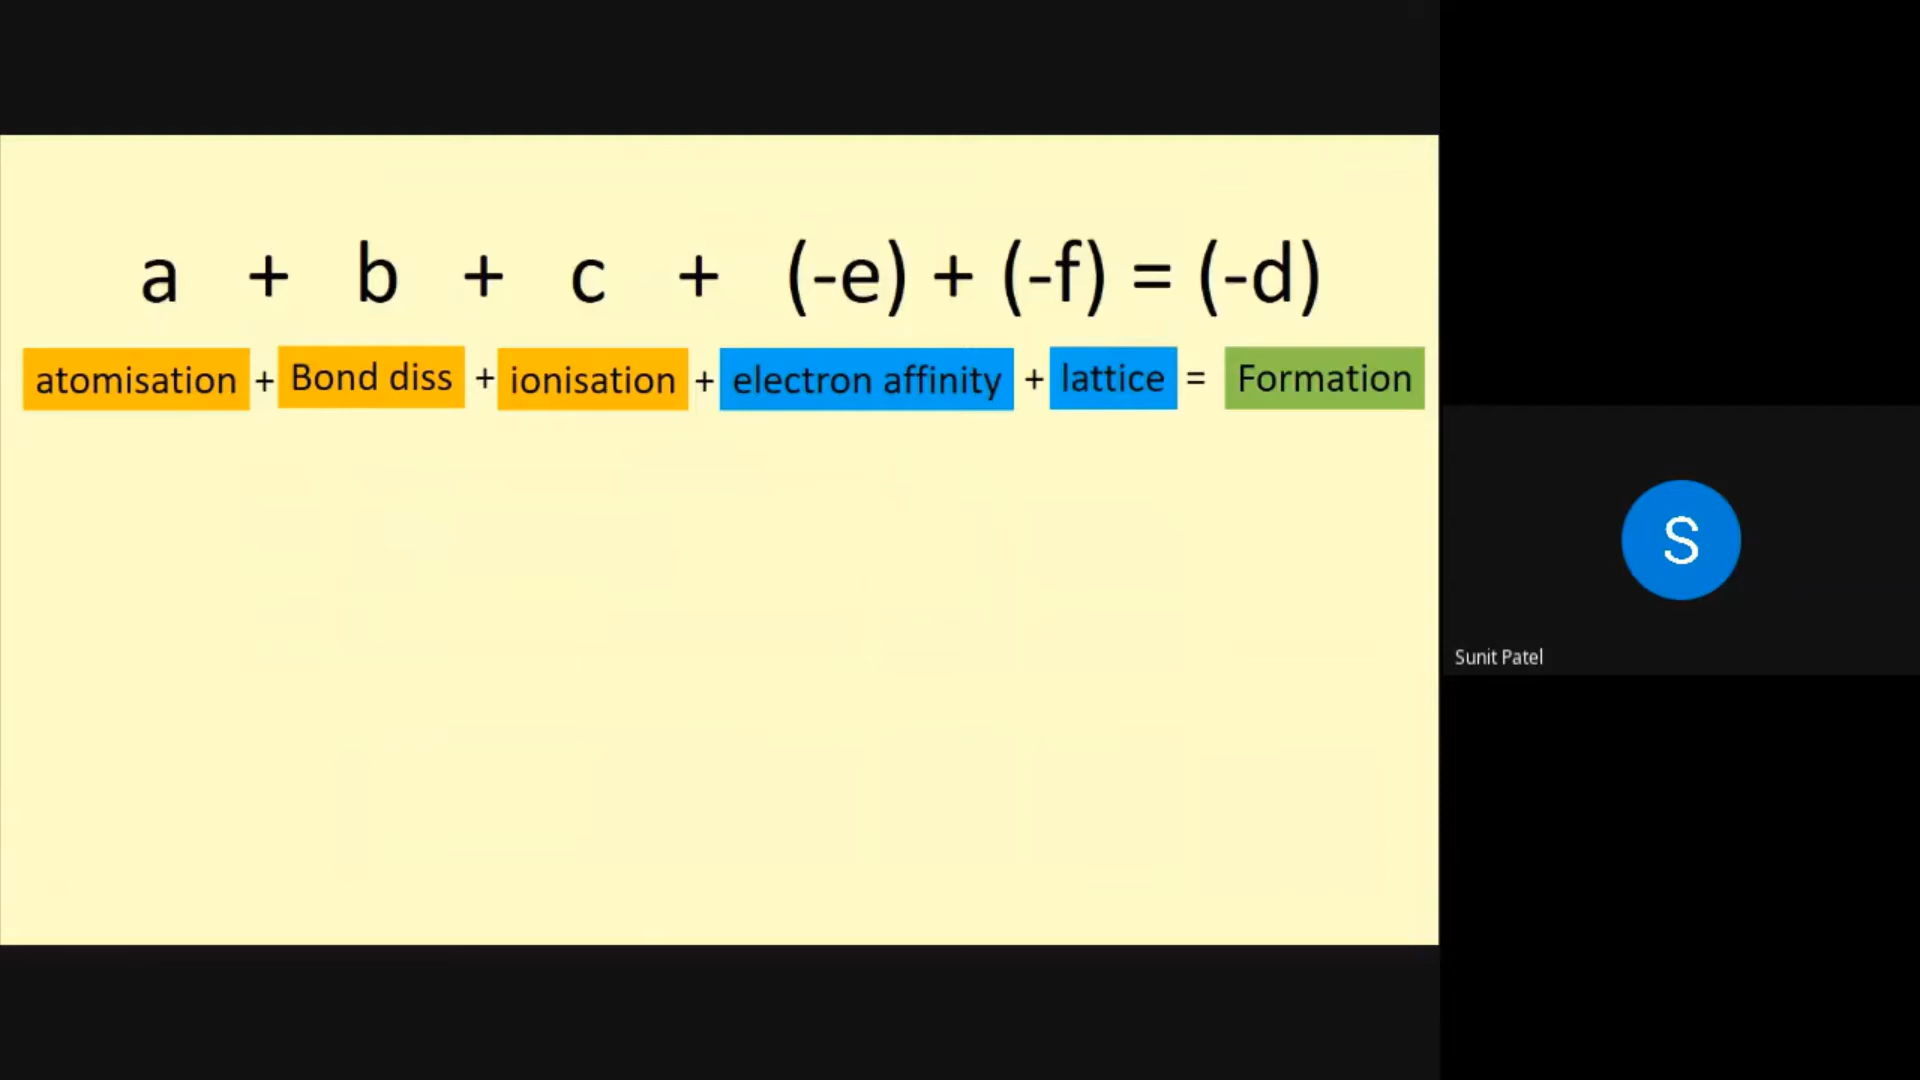 a + b + c + (-e) + (-f) = (-d)
atomisation + Bond diss + ionisation + electron affinity + lattice = Formation
S
Sunit Patel